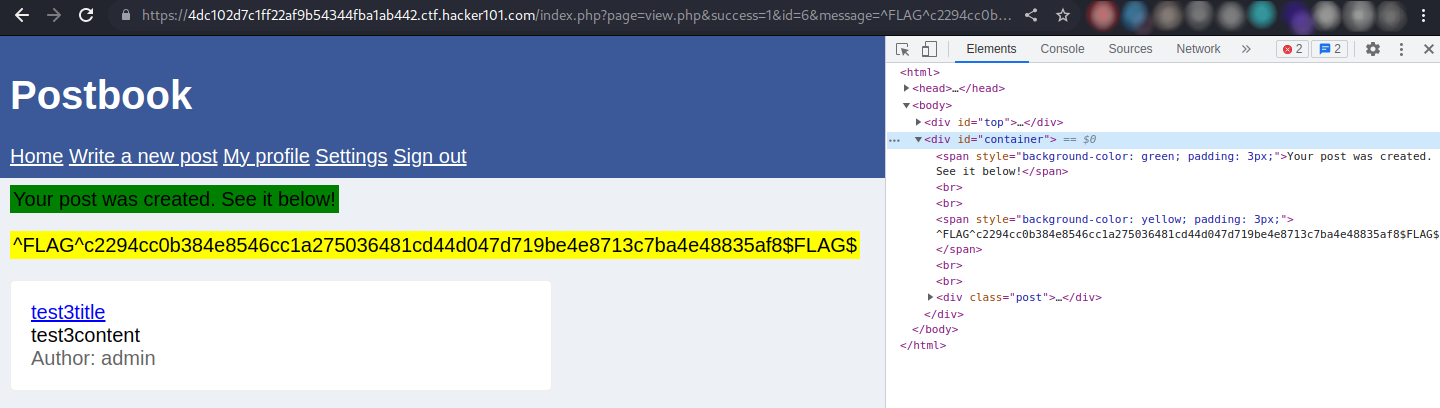 https://4dc102d7c1ff22af9b54344fba1ab442.ctf.hacker101.com/index.php?page=view.php&success=1&id=6&message=^FLAG^c2294cc0b…
Elements Console Sources Network » 2 2
Postbook
Home Write a new post My profile Settings Sign out
Your post was created. See it below!
^FLAG^c2294cc0b384e8546cc1a275036481cd44d047d719be4e8713c7ba4e48835af8$FLAG$
test3title
test3content
Author: admin
<html>
<head>…</head>
<body>
<div id="top">…</div>
<div id="container"> == $0
<span style="background-color: green; padding: 3px;">Your post was created.
See it below!</span>
<br>
<br>
<span style="background-color: yellow; padding: 3px;">
^FLAG^c2294cc0b384e8546cc1a275036481cd44d047d719be4e8713c7ba4e48835af8$FLAG$
</span>
<br>
<br>
<div class="post">…</div>
</div>
</body>
</html>